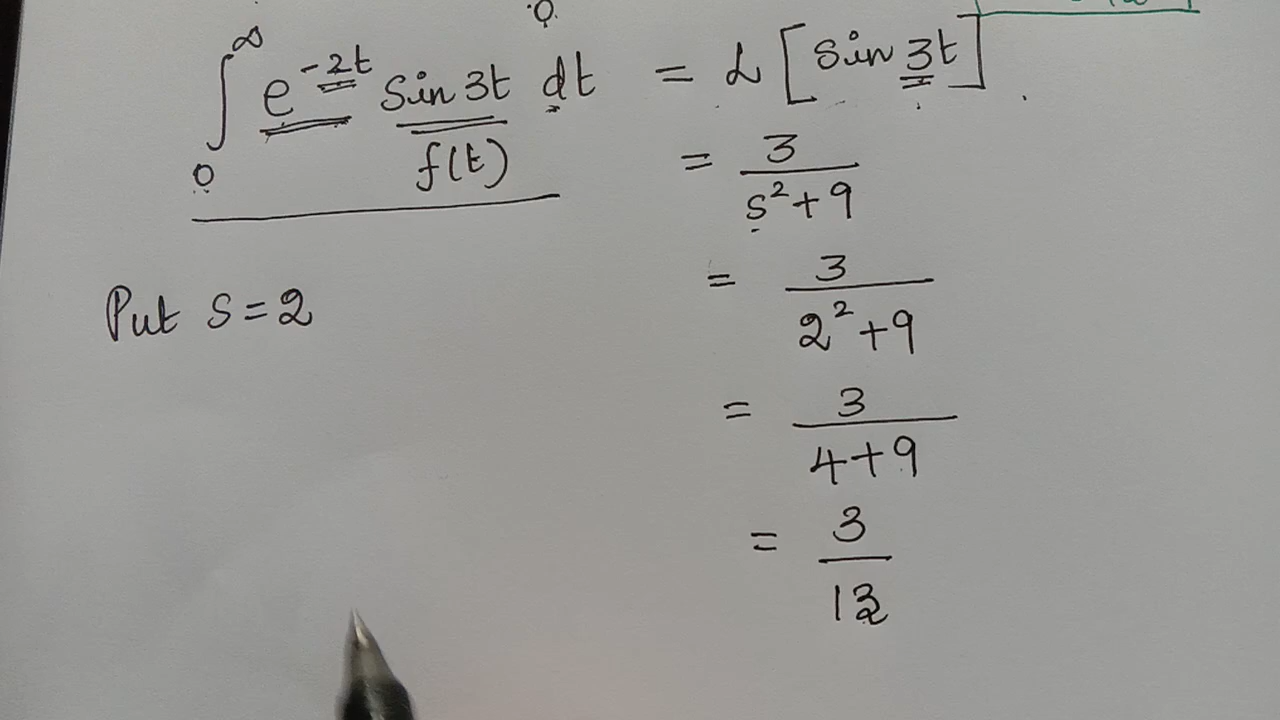 ∫₀^∞ e^{-2t} Sin 3t dt = L [Sin 3t]
f(t)
= 3/(s²+9)
Put s=2
= 3/(2²+9)
= 3/(4+9)
= 3/13